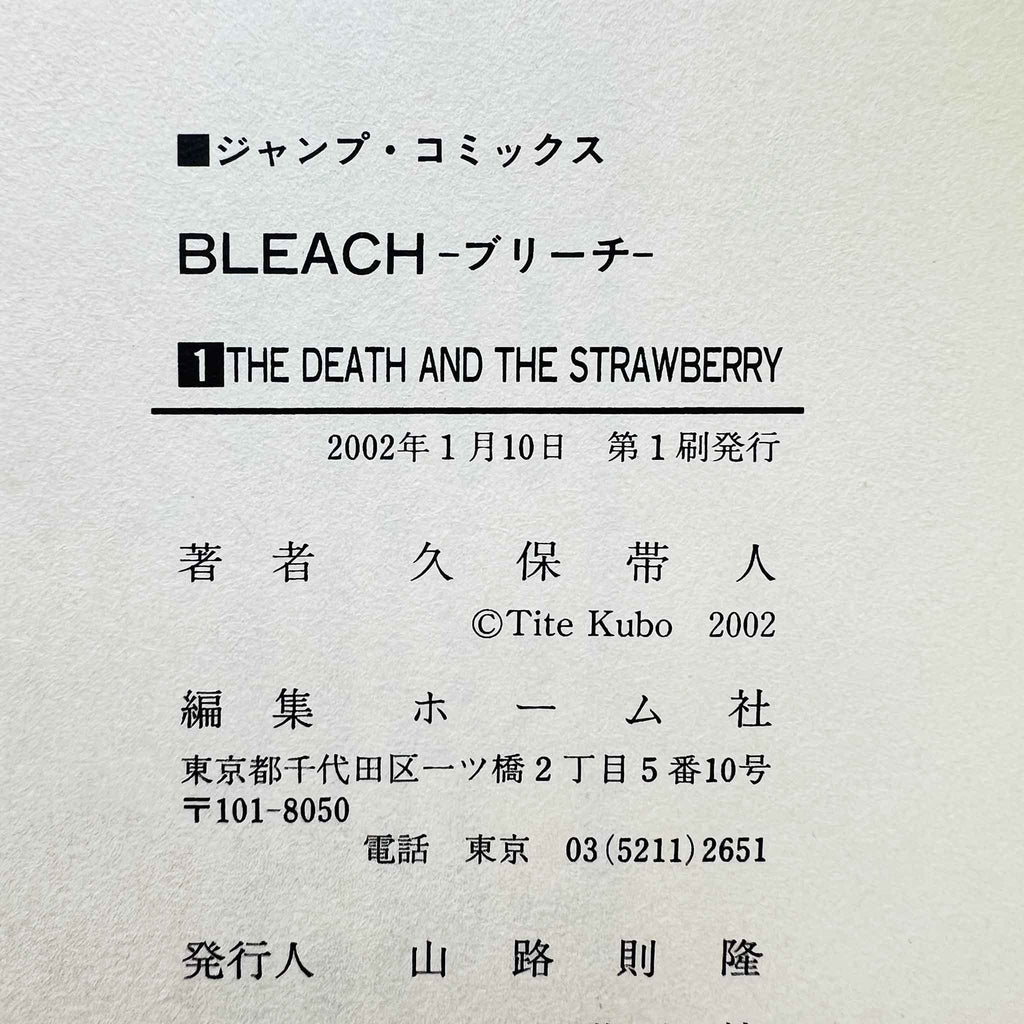 ■ジャンプ・コミックス
BLEACH-ブリーチ-
1 THE DEATH AND THE STRAWBERRY
2002年1月10日 第1刷発行
著者 久保帯人
©Tite Kubo 2002
編集 ホーム社
東京都千代田区一ツ橋2丁目5番10号
〒101-8050
電話 東京 03(5211)2651
発行人 山路則隆